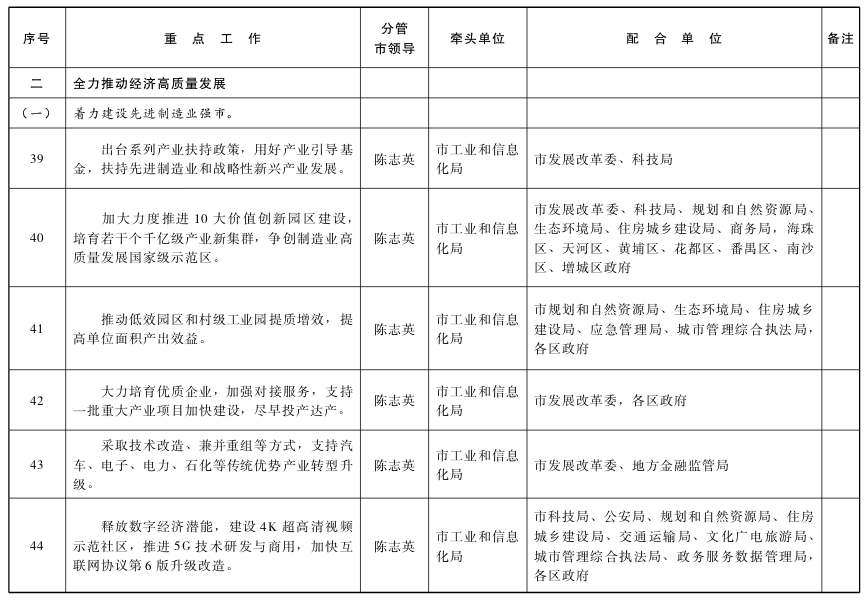 序号
重 点 工 作
分管
市领导
牵头单位
配 合 单 位
备注
二
全力推动经济高质量发展
（一）
着力建设先进制造业强市。
39
出台系列产业扶持政策，用好产业引导基
金，扶持先进制造业和战略性新兴产业发展。
陈志英
市工业和信息
化局
市发展改革委、科技局
40
加大力度推进 10 大价值创新园区建设，
培育若干个千亿级产业新集群，争创制造业高
质量发展国家级示范区。
陈志英
市工业和信息
化局
市发展改革委、科技局、规划和自然资源局、
生态环境局、住房城乡建设局、商务局，海珠
区、天河区、黄埔区、花都区、番禺区、南沙
区、增城区政府
41
推动低效园区和村级工业园提质增效，提
高单位面积产出效益。
陈志英
市工业和信息
化局
市规划和自然资源局、生态环境局、住房城乡
建设局、应急管理局、城市管理综合执法局，
各区政府
42
大力培育优质企业，加强对接服务，支持
一批重大产业项目加快建设，尽早投产达产。
陈志英
市工业和信息
化局
市发展改革委，各区政府
43
采取技术改造、兼并重组等方式，支持汽
车、电子、电力、石化等传统优势产业转型升
级。
陈志英
市工业和信息
化局
市发展改革委、地方金融监管局
44
释放数字经济潜能，建设 4K 超高清视频
示范社区，推进 5G 技术研发与商用，加快互
联网协议第 6 版升级改造。
陈志英
市工业和信息
化局
市科技局、公安局、规划和自然资源局、住房
城乡建设局、交通运输局、文化广电旅游局、
城市管理综合执法局、政务服务数据管理局，
各区政府